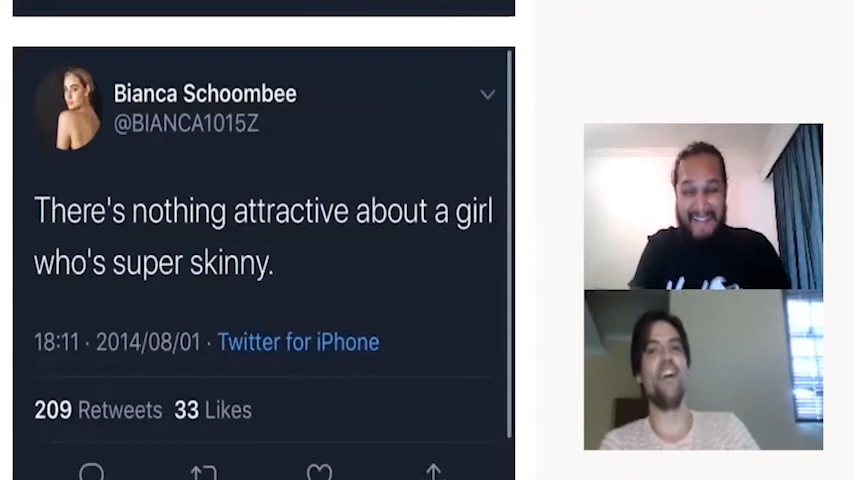 Bianca Schoombee
@BIANCA1015Z
There's nothing attractive about a girl
who's super skinny.
18:11 · 2014/08/01 · Twitter for iPhone
209 Retweets 33 Likes